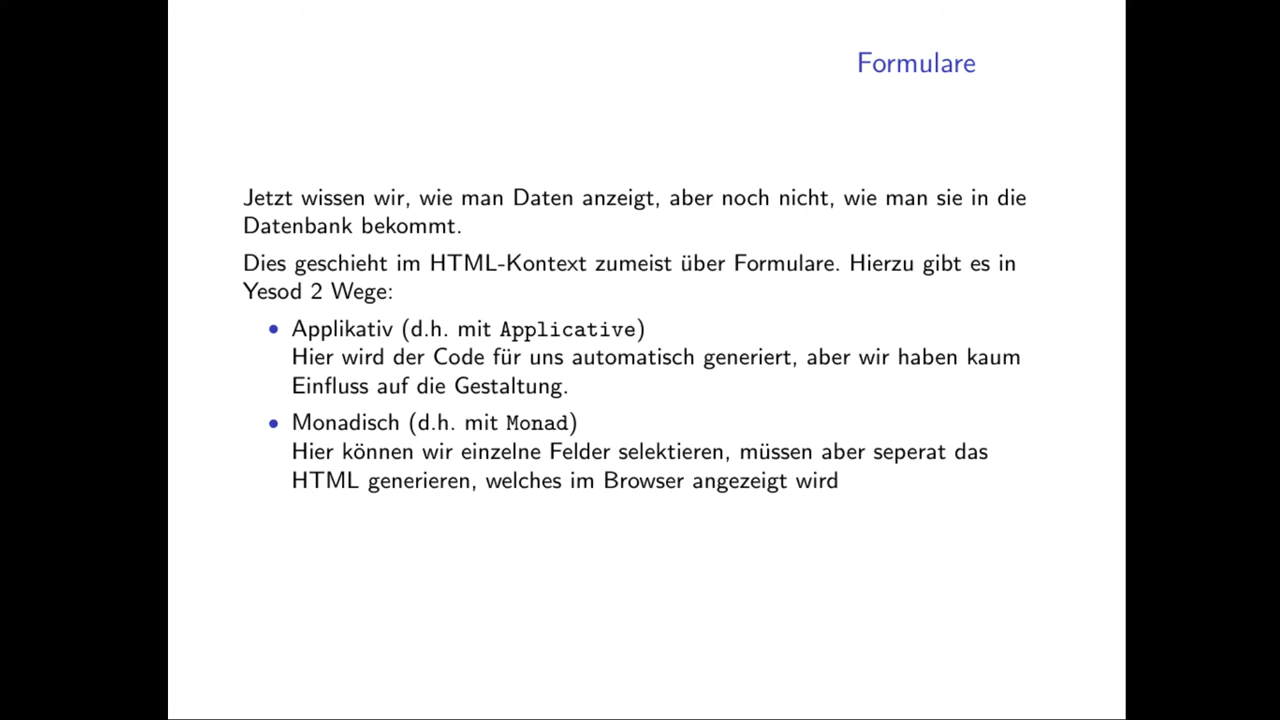 Formulare
Jetzt wissen wir, wie man Daten anzeigt, aber noch nicht, wie man sie in die
Datenbank bekommt.
Dies geschieht im HTML-Kontext zumeist über Formulare. Hierzu gibt es in
Yesod 2 Wege:
• Applikativ (d.h. mit Applicative)
Hier wird der Code für uns automatisch generiert, aber wir haben kaum
Einfluss auf die Gestaltung.
• Monadisch (d.h. mit Monad)
Hier können wir einzelne Felder selektieren, müssen aber seperat das
HTML generieren, welches im Browser angezeigt wird